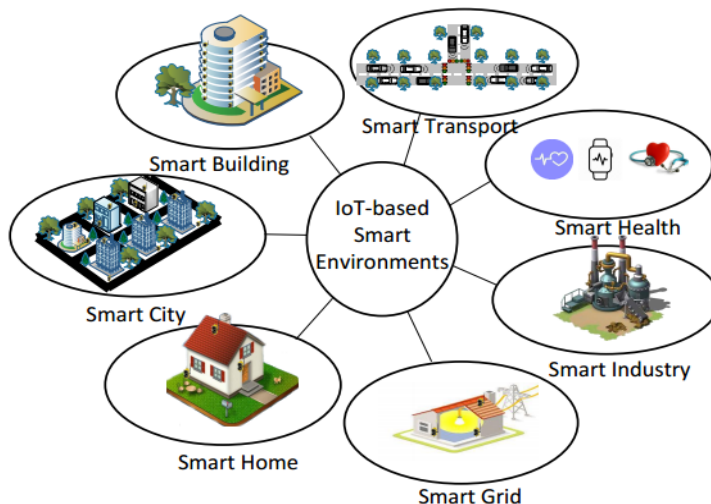 Smart Transport
Smart Building
IoT-based
Smart
Environments
Smart Health
Smart City
Smart Industry
Smart Home
Smart Grid